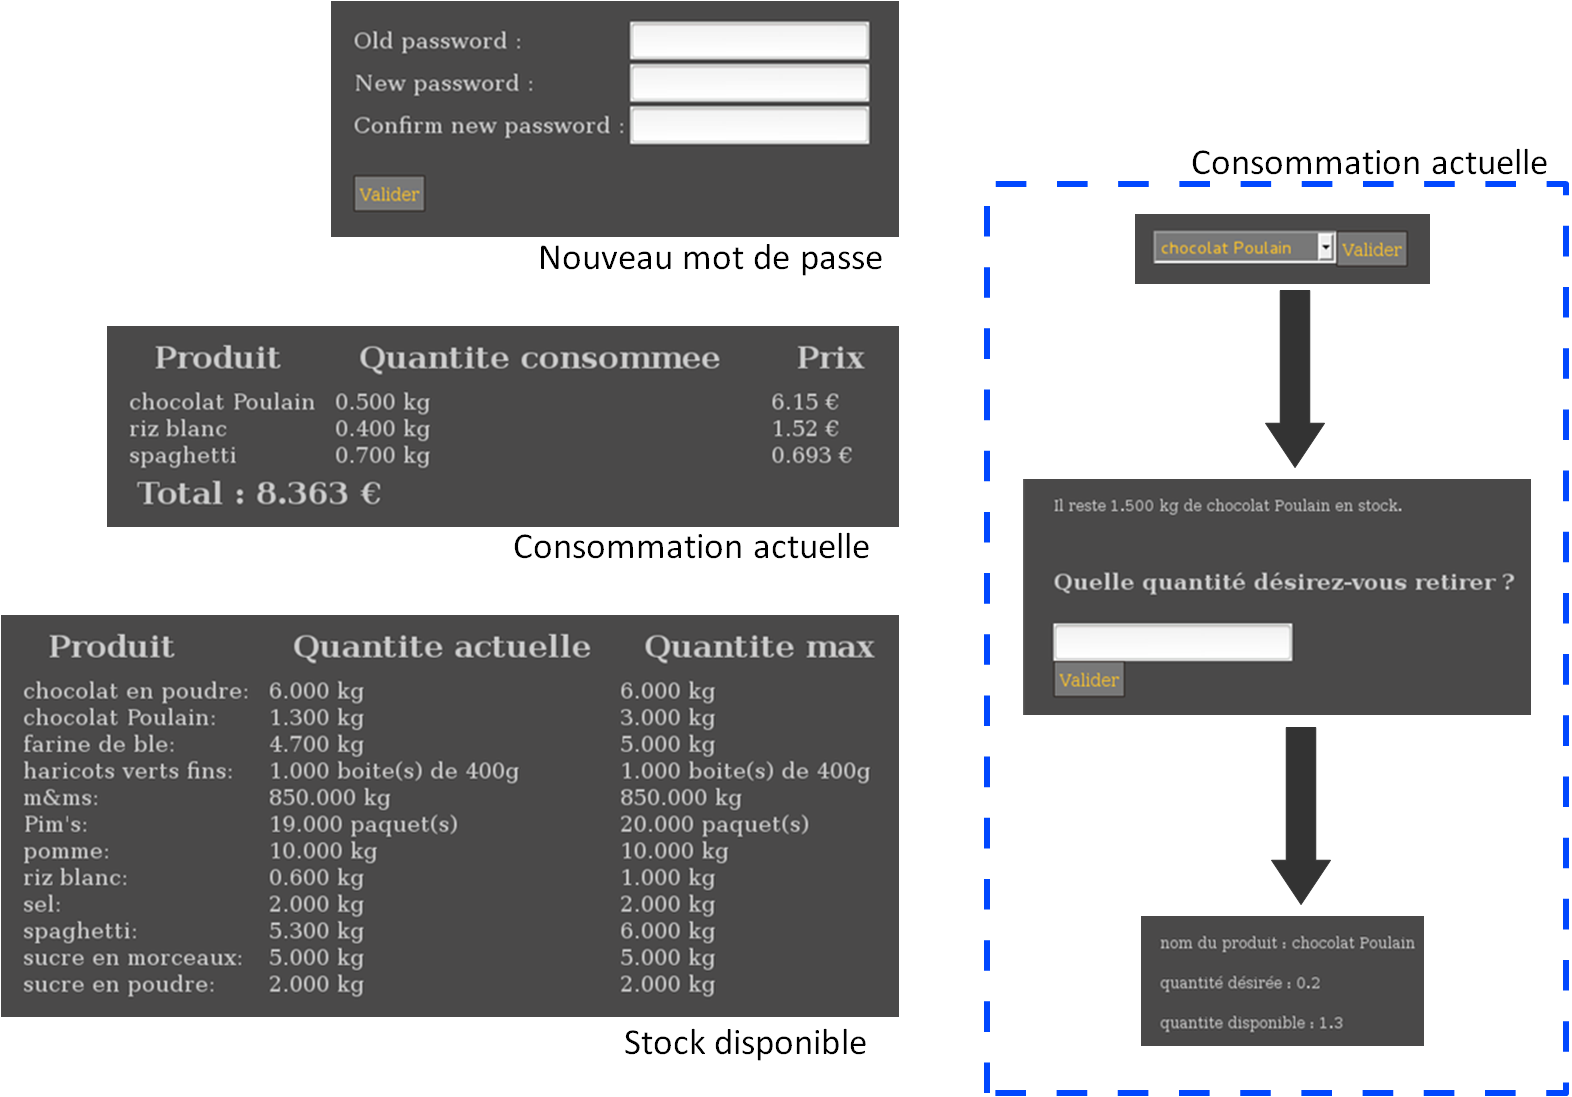 Old password :
New password :
Confirm new password :
Valider
Nouveau mot de passe
Produit Quantite consommee Prix
chocolat Poulain 0.500 kg 6.15 €
riz blanc 0.400 kg 1.52 €
spaghetti 0.700 kg 0.693 €
Total : 8.363 €
Consommation actuelle
Produit Quantite actuelle Quantite max
chocolat en poudre: 6.000 kg 6.000 kg
chocolat Poulain: 1.300 kg 3.000 kg
farine de ble: 4.700 kg 5.000 kg
haricots verts fins: 1.000 boite(s) de 400g 1.000 boite(s) de 400g
m&ms: 850.000 kg 850.000 kg
Pim's: 19.000 paquet(s) 20.000 paquet(s)
pomme: 10.000 kg 10.000 kg
riz blanc: 0.600 kg 1.000 kg
sel: 2.000 kg 2.000 kg
spaghetti: 5.300 kg 6.000 kg
sucre en morceaux: 5.000 kg 5.000 kg
sucre en poudre: 2.000 kg 2.000 kg
Stock disponible
Consommation actuelle
chocolat Poulain Valider
Il reste 1.500 kg de chocolat Poulain en stock.
Quelle quantité désirez-vous retirer ?
Valider
nom du produit : chocolat Poulain
quantité désirée : 0.2
quantite disponible : 1.3